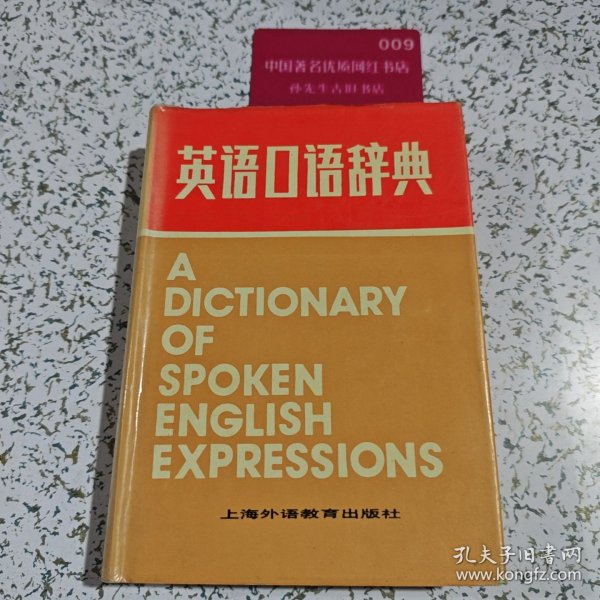 009
中国著名优质网红书店
孙先生古旧书店
英语口语辞典
A
DICTIONARY
OF
SPOKEN
ENGLISH
EXPRESSIONS
上海外语教育出版社
孔夫子旧书网
www.kongfz.com